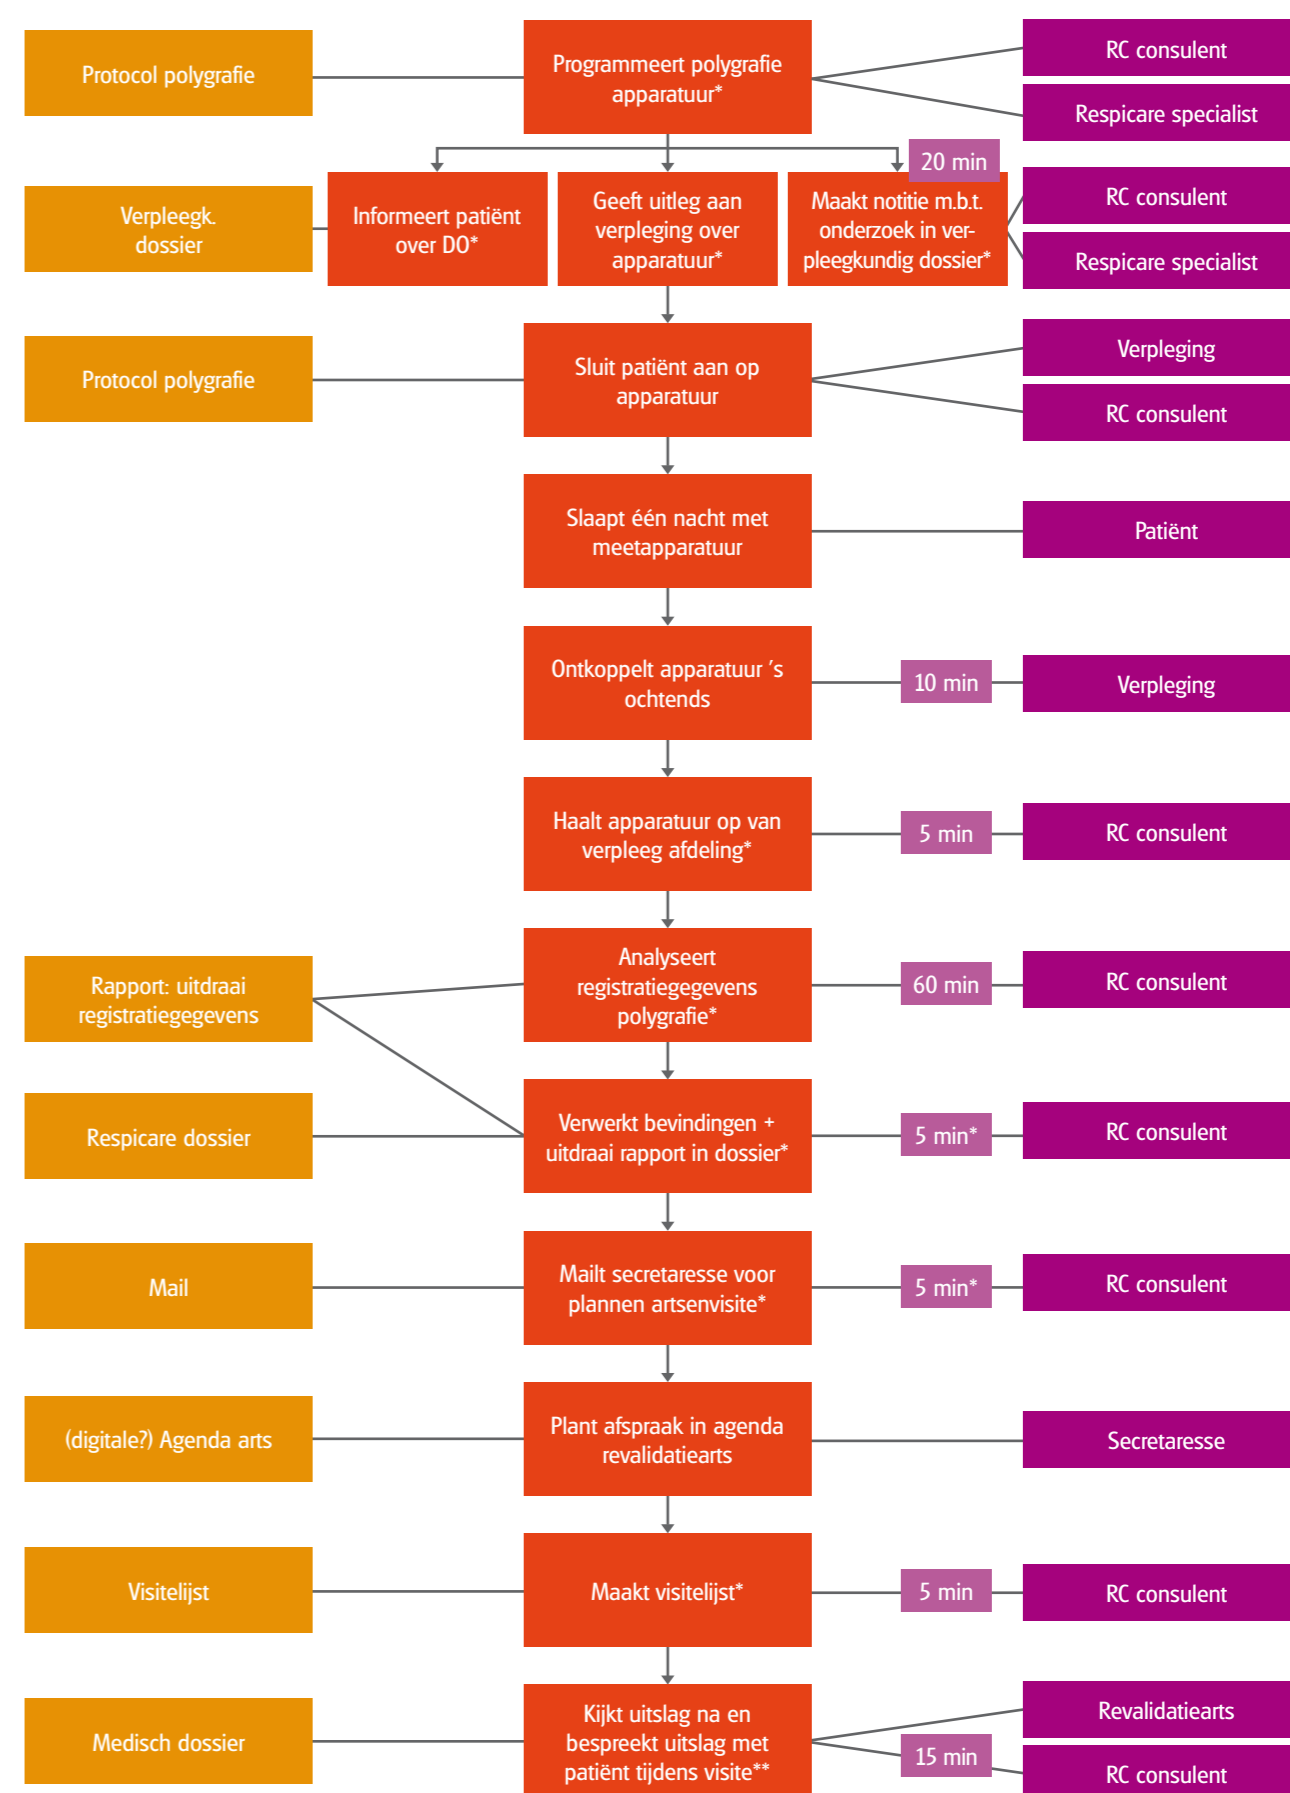 Protocol polygrafie
Programmeert polygrafie
apparatuur*
RC consulent
Respicare specialist
20 min
Verpleegk.
dossier
Informeert patiënt
over DO*
Geeft uitleg aan
verpleging over
apparatuur*
Maakt notitie m.b.t.
onderzoek in ver-
pleegkundig dossier*
RC consulent
Respicare specialist
Protocol polygrafie
Sluit patiënt aan op
apparatuur
Verpleging
RC consulent
Slaapt één nacht met
meetapparatuur
Patiënt
Ontkoppelt apparatuur ’s
ochtends
10 min
Verpleging
Haalt apparatuur op van
verpleeg afdeling*
5 min
RC consulent
Rapport: uitdraai
registratiegegevens
Analyseert
registratiegegevens
polygrafie*
60 min
RC consulent
Respicare dossier
Verwerkt bevindingen +
uitdraai rapport in dossier*
5 min*
RC consulent
Mail
Mailt secretaresse voor
plannen artsenvisite*
5 min*
RC consulent
(digitale?) Agenda arts
Plant afspraak in agenda
revalidatiearts
Secretaresse
Visitelijst
Maakt visitelijst*
5 min
RC consulent
Medisch dossier
Kijkt uitslag na en
bespreekt uitslag met
patiënt tijdens visite**
Revalidatiearts
15 min
RC consulent